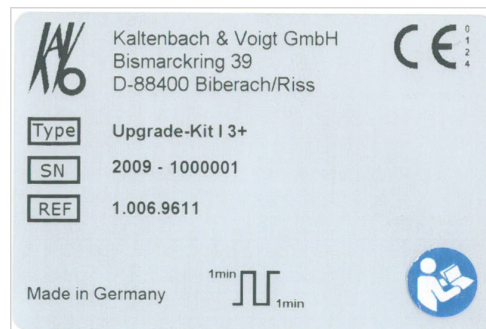 KAVO
Kaltenbach & Voigt GmbH
Bismarckring 39
D-88400 Biberach/Riss
CE 0124
Type Upgrade-Kit I 3+
SN 2009 - 1000001
REF 1.006.9611
Made in Germany
1min
1min